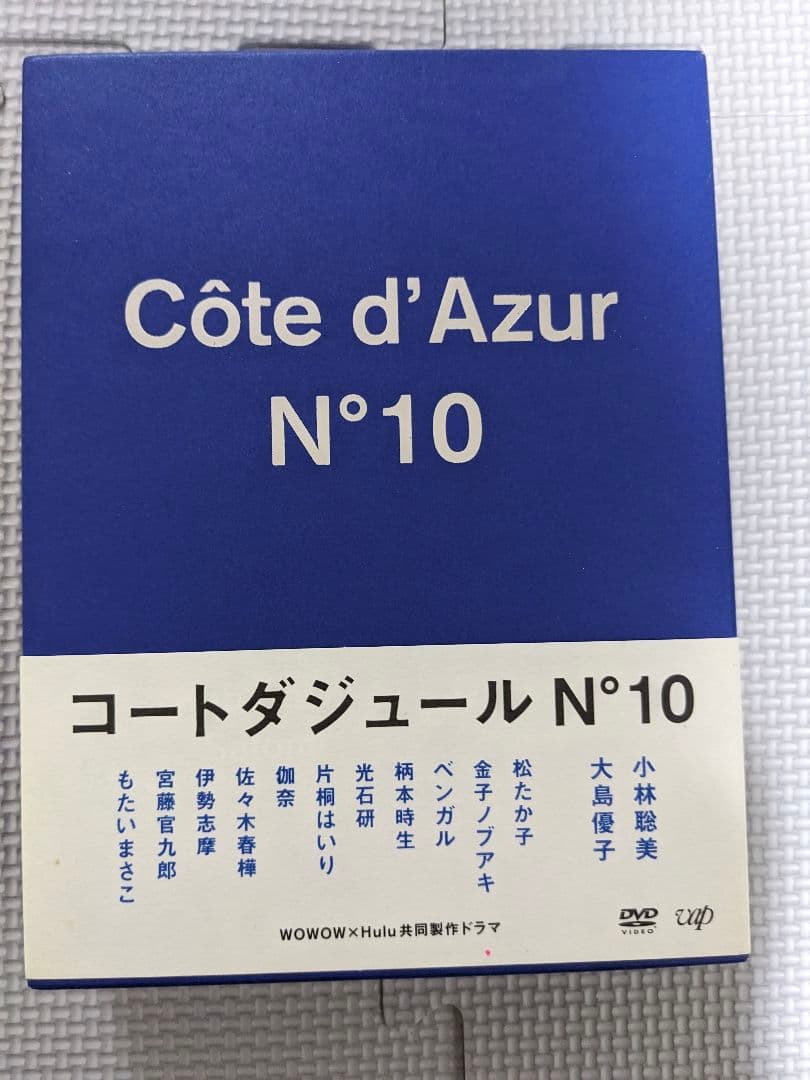 Côte d'Azur
N°10
コートダジュール N°10
小林聡美
大島優子
松たか子
金子ノブアキ
ベンガル
柄本時生
光石研
片桐はいり
伽奈
佐々木春樺
伊勢志摩
宮藤官九郎
もたいまさこ
WOWOW×Hulu共同製作ドラマ
DVD
VIDEO
vap